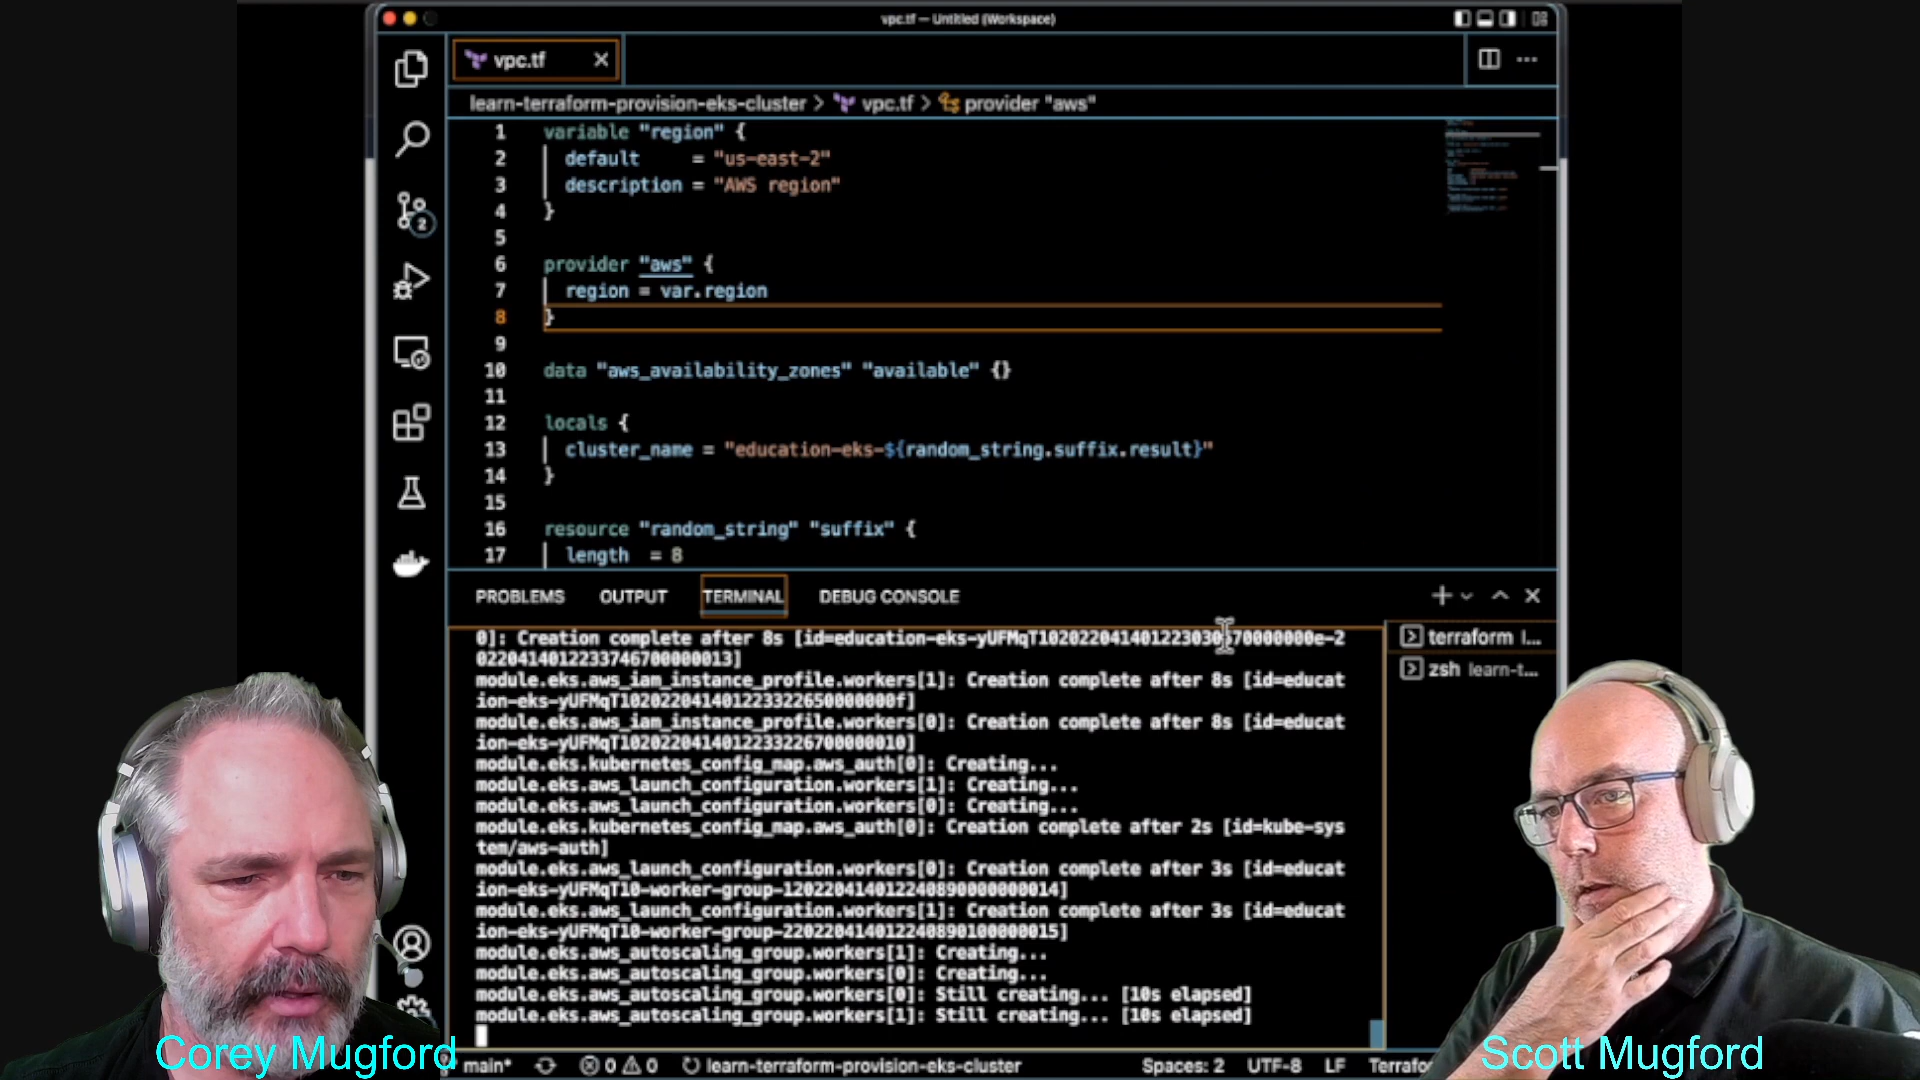 vpc.tf — Untitled (Workspace)
vpc.tf
learn-terraform-provision-eks-cluster > vpc.tf > provider "aws"
1 variable "region" {
2 default = "us-east-2"
3 description = "AWS region"
4 }
5
6 provider "aws" {
7 region = var.region
8 }
9
10 data "aws_availability_zones" "available" {}
11
12 locals {
13 cluster_name = "education-eks-${random_string.suffix.result}"
14 }
15
16 resource "random_string" "suffix" {
17 length = 8
2
PROBLEMS OUTPUT TERMINAL DEBUG CONSOLE
0]: Creation complete after 8s
module.eks.aws_iam_instance_profile.workers[1]: Creation complete after 8s [id=educat
ion-eks-yUFMqT1020220414012233226500000000f]
module.eks.aws_iam_instance_profile.workers[0]: Creation complete after 8s [id=educat
ion-eks-yUFMqT10202204140122332267000000010]
module.eks.kubernetes_config_map.aws_auth[0]: Creating...
module.eks.aws_launch_configuration.workers[1]: Creating...
module.eks.aws_launch_configuration.workers[0]: Creating...
module.eks.kubernetes_config_map.aws_auth[0]: Creation complete after 2s [id=kube-sys
tem/aws-auth]
module.eks.aws_launch_configuration.workers[0]: Creation complete after 3s [id=educat
ion-eks-yUFMqT10-worker-group-120220414012240890000000014]
module.eks.aws_launch_configuration.workers[1]: Creation complete after 3s [id=educat
ion-eks-yUFMqT10-worker-group-220220414012240890100000015]
module.eks.aws_autoscaling_group.workers[1]: Creating...
module.eks.aws_autoscaling_group.workers[0]: Creating...
module.eks.aws_autoscaling_group.workers[0]: Still creating... [10s elapsed]
module.eks.aws_autoscaling_group.workers[1]: Still creating... [10s elapsed]
terraform l...
zsh learn-t...
main* 0 0 learn-terraform-provision-eks-cluster Spaces: 2 UTF-8 LF Terrafo
Corey Mugford
Scott Mugford